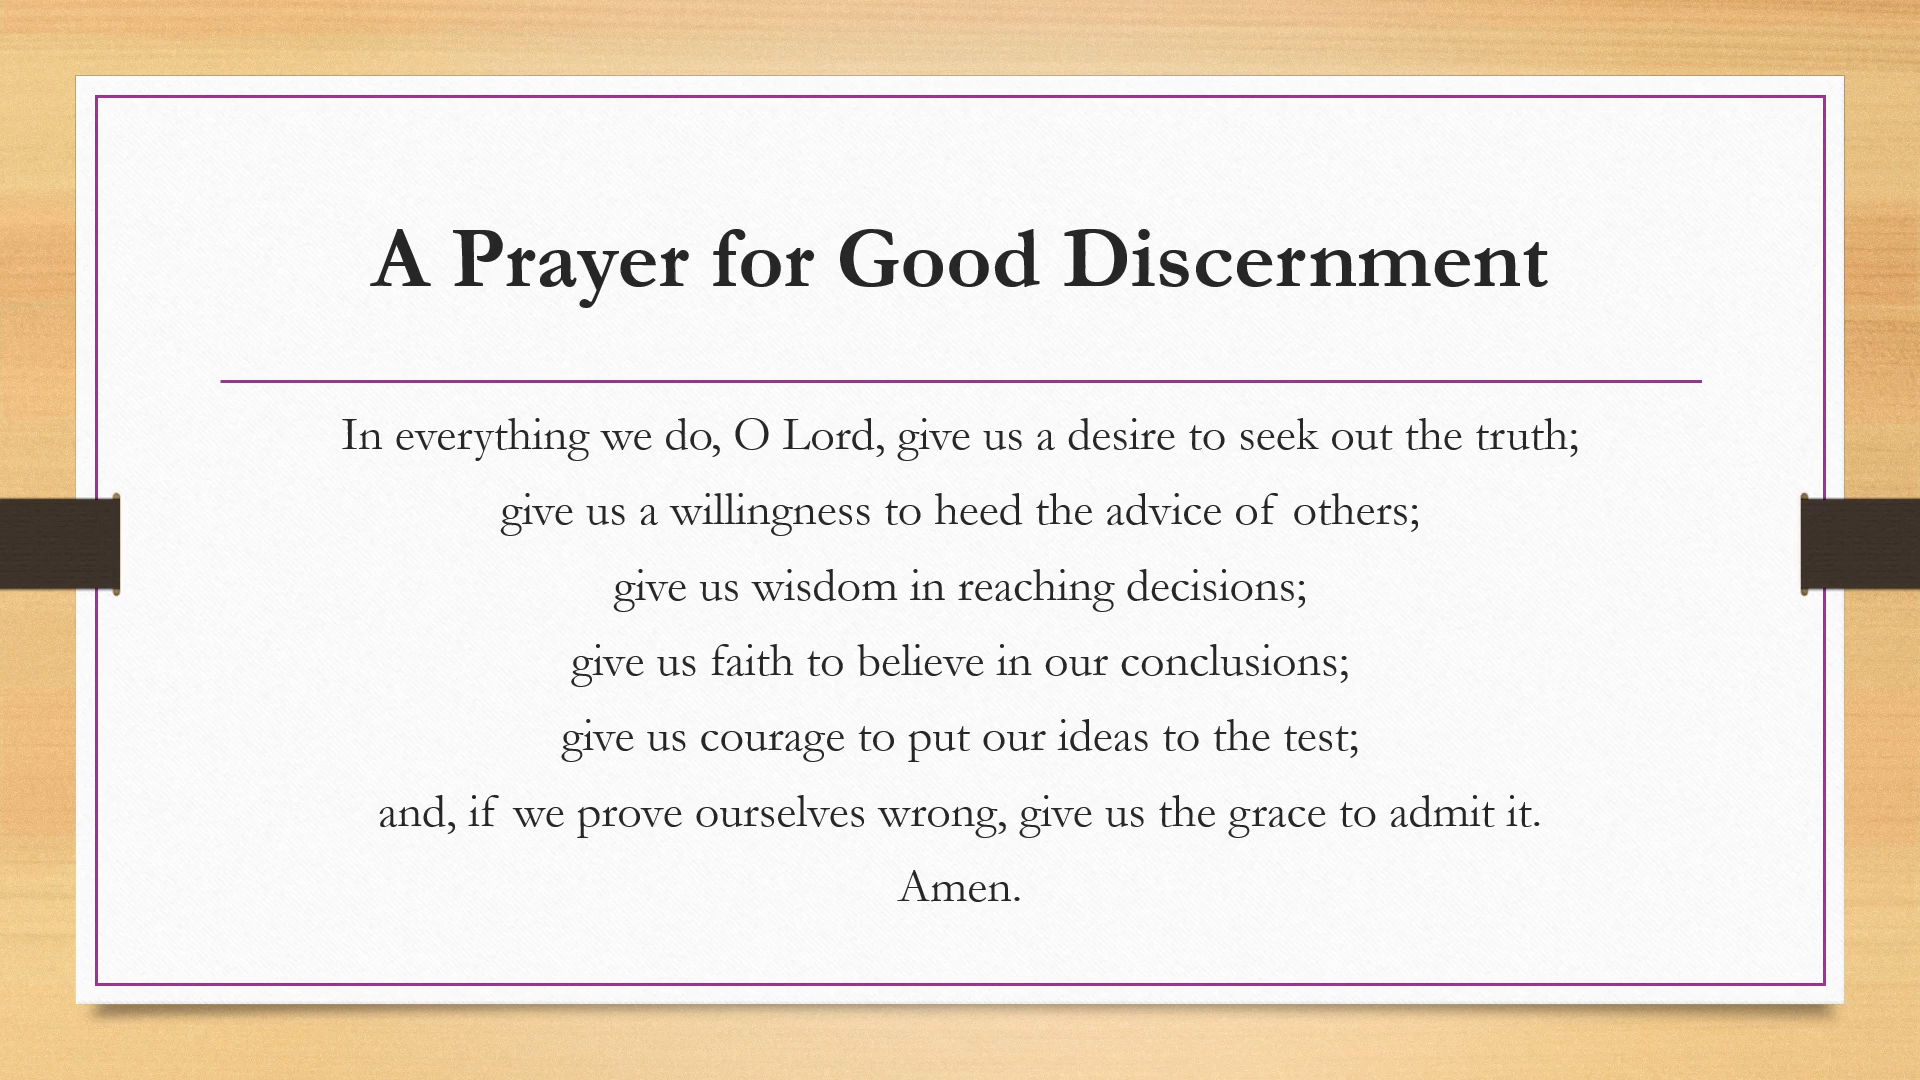 A Prayer for Good Discernment
In everything we do, O Lord, give us a desire to seek out the truth;
give us a willingness to heed the advice of others;
give us wisdom in reaching decisions;
give us faith to believe in our conclusions;
give us courage to put our ideas to the test;
and, if we prove ourselves wrong, give us the grace to admit it.
Amen.